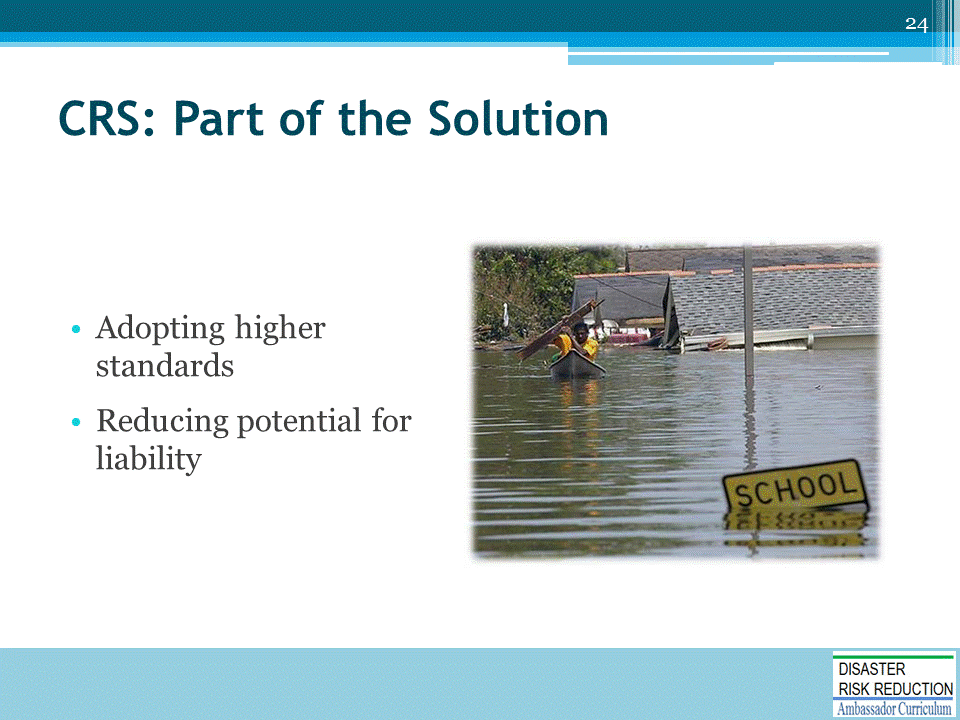 24
CRS: Part of the Solution
• Adopting higher
standards
• Reducing potential for
liability
SCHOOL
DISASTER
RISK REDUCTION
Ambassador Curriculum